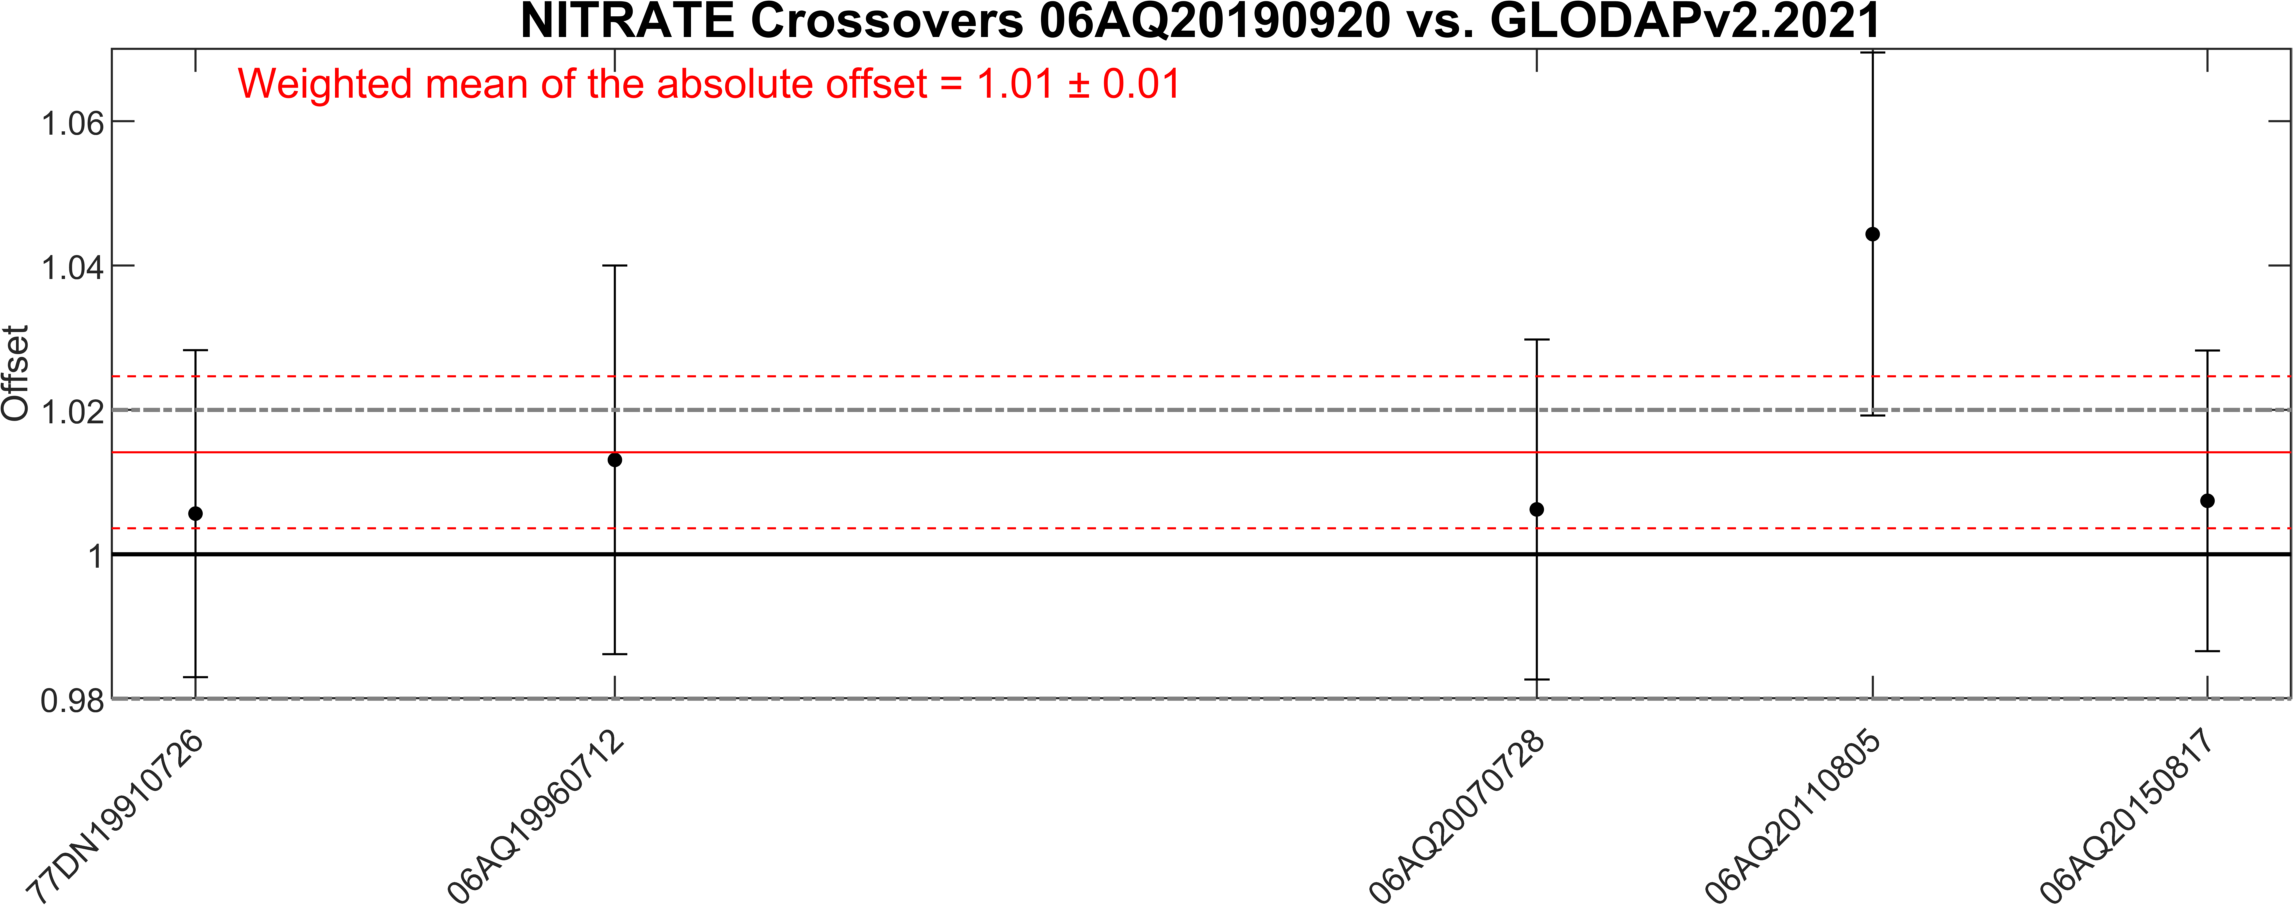 NITRATE Crossovers 06AQ20190920 vs. GLODAPv2.2021
Weighted mean of the absolute offset = 1.01 ± 0.01
Offset
1.06
1.04
1.02
1
0.98
77DN19910726
06AQ19960712
06AQ20070728
06AQ20110805
06AQ20150817